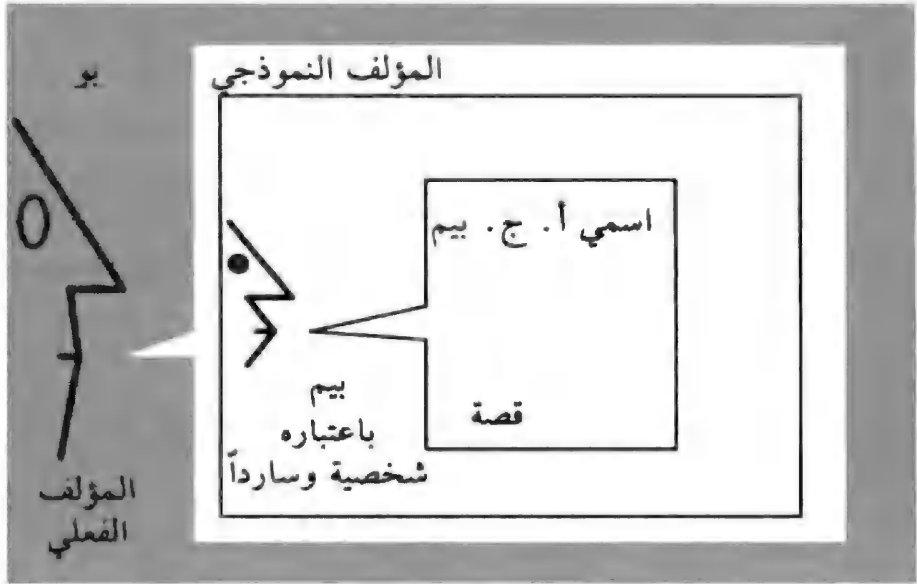 بو
المؤلف النموذجي
اسمي أ. ج. بيم
قصة
بيم
باعتباره
شخصية وسارداً
المؤلف
الفعلي